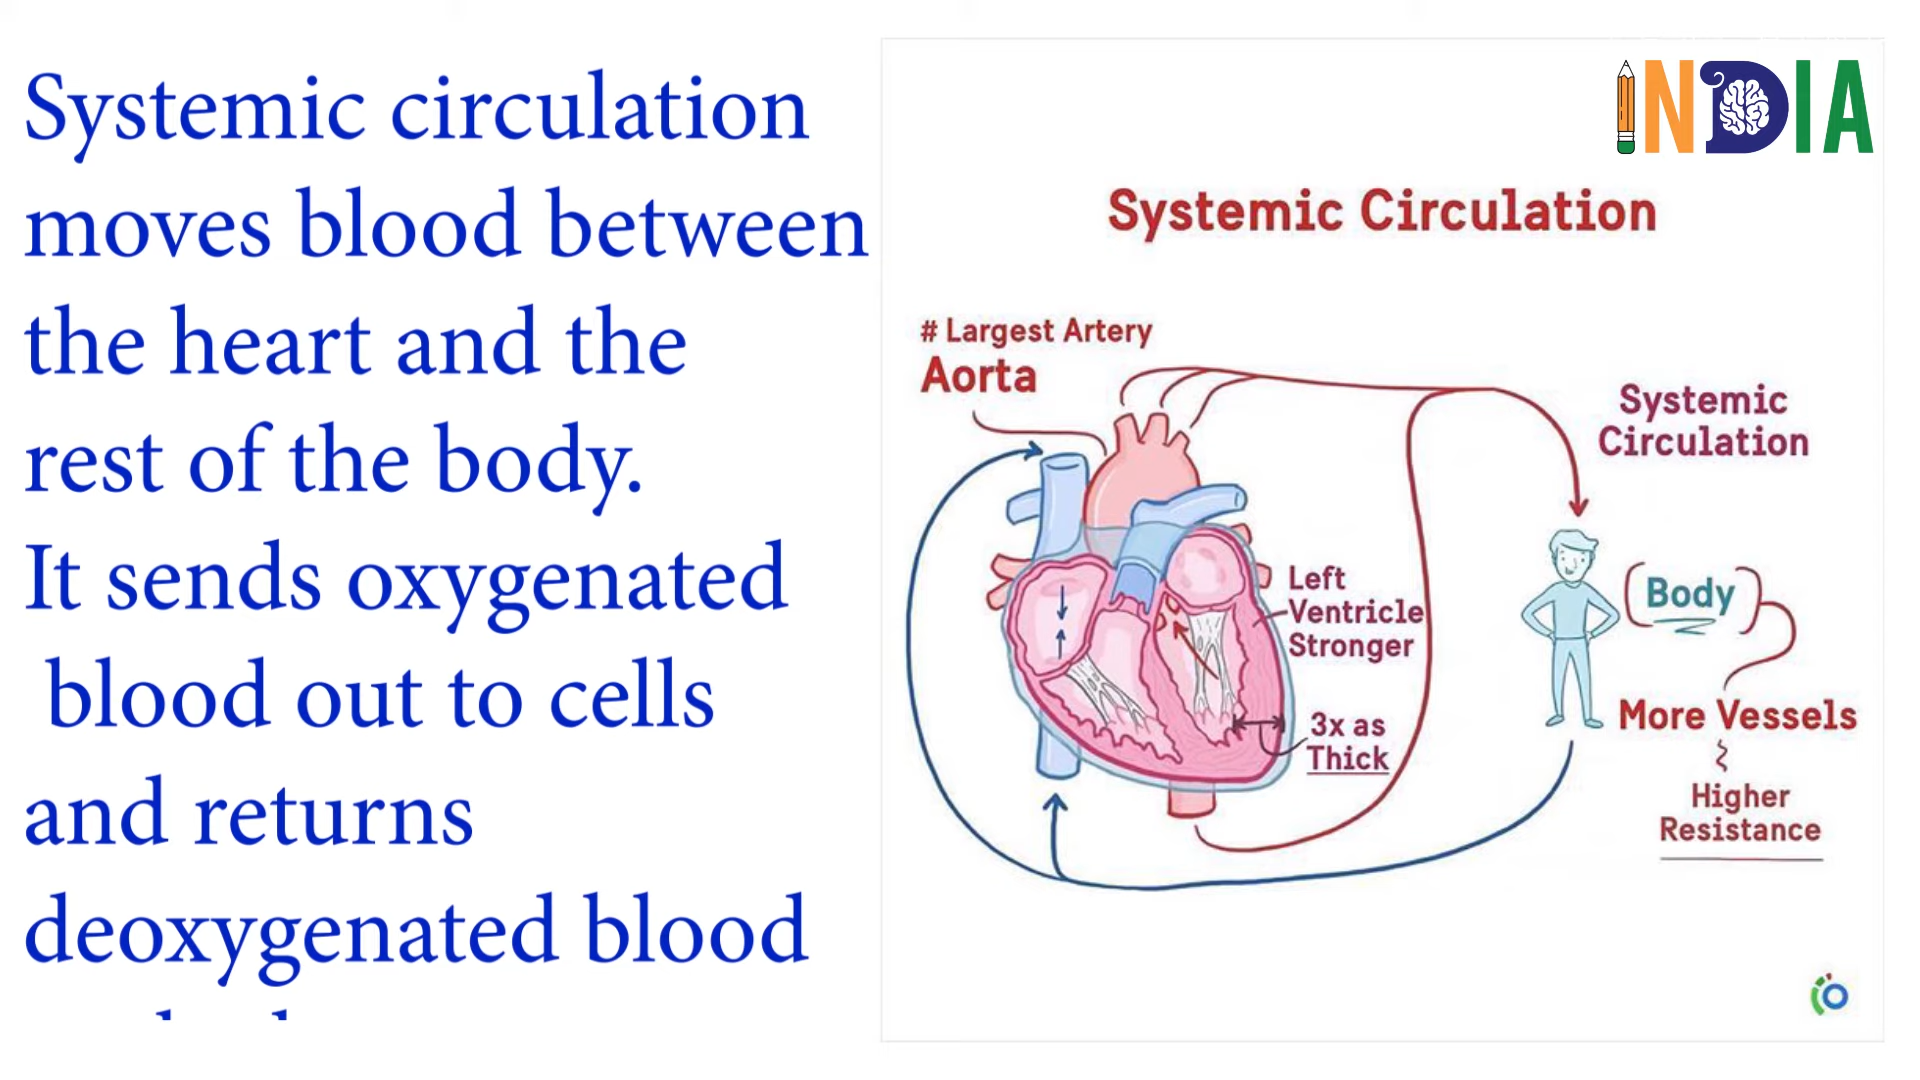 Systemic circulation
moves blood between
the heart and the
rest of the body.
It sends oxygenated
blood out to cells
and returns
deoxygenated blood
INDIA
Systemic Circulation
# Largest Artery
Aorta
Systemic
Circulation
Left
Ventricle
Stronger
3x as
Thick
Body
More Vessels
Higher
Resistance